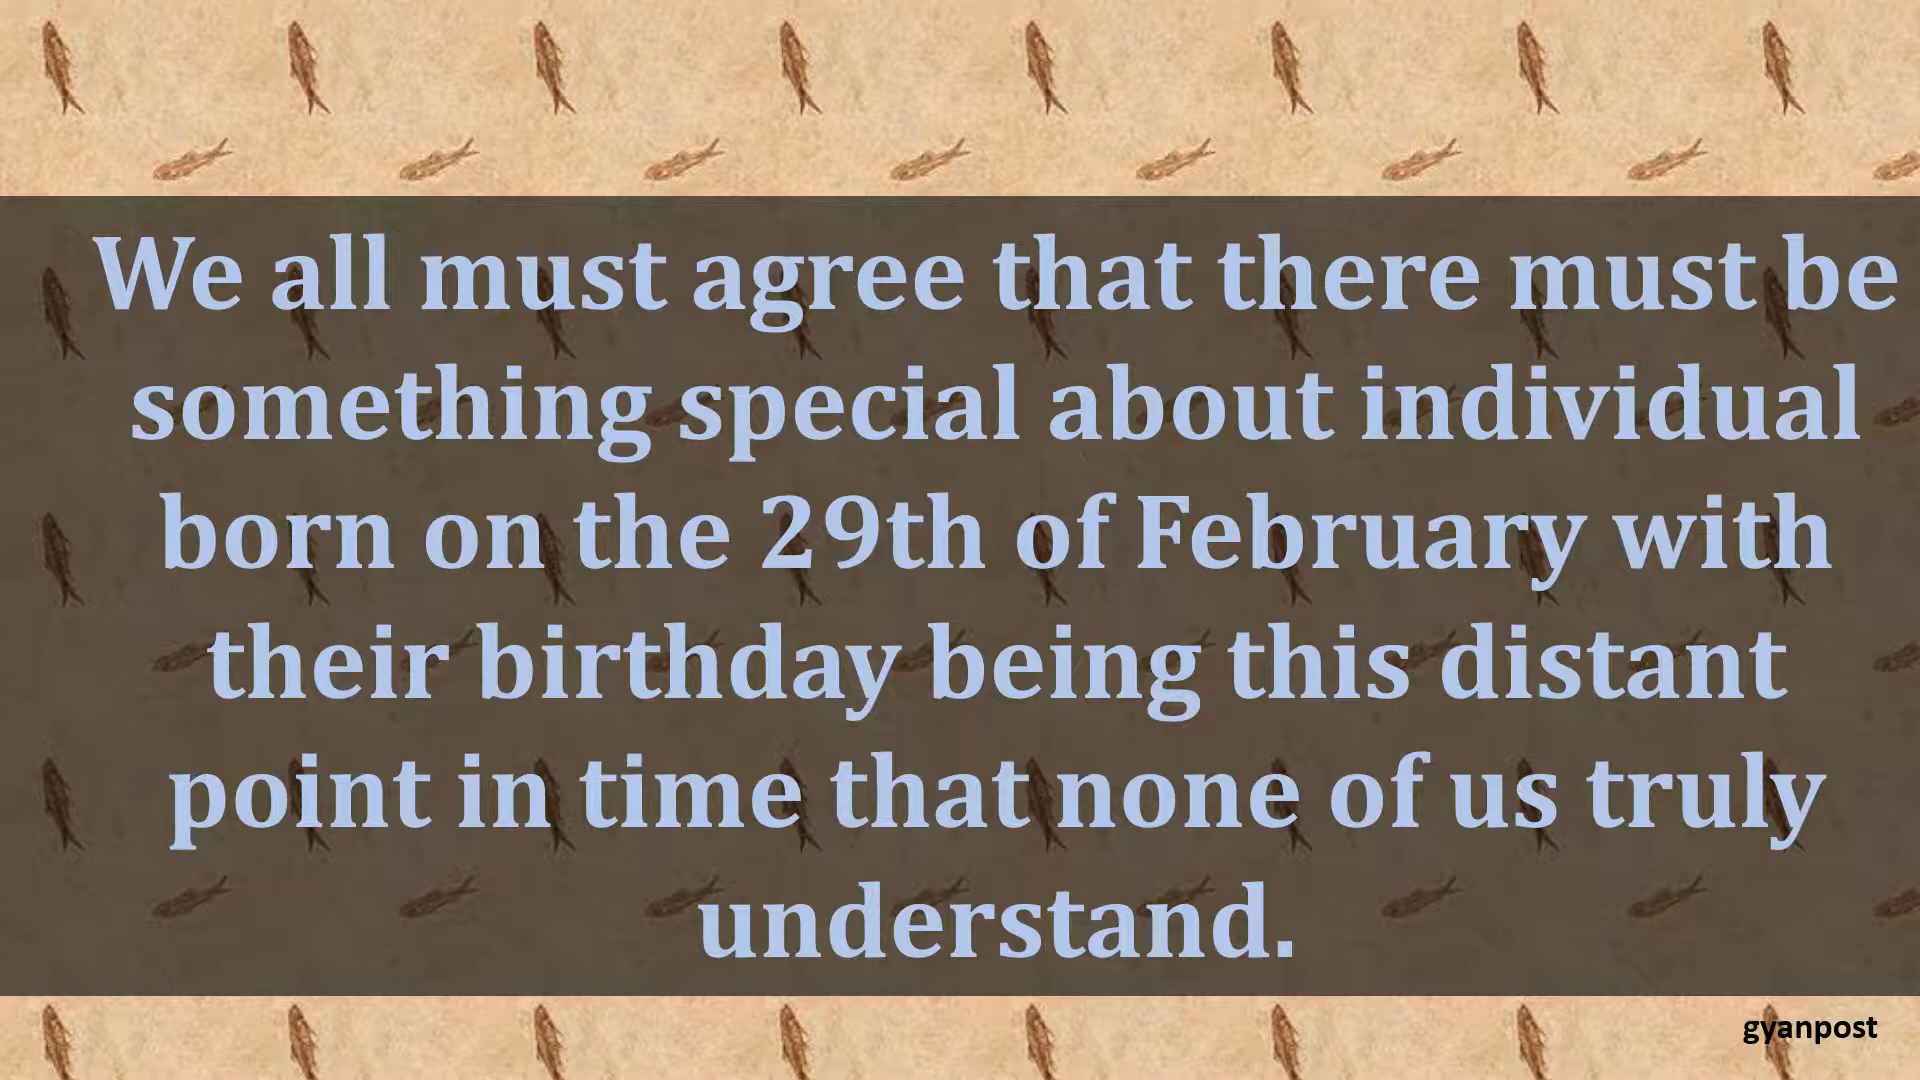 We all must agree that there must be
something special about individual
born on the 29th of February with
their birthday being this distant
point in time that none of us truly
understand.
gyanpost